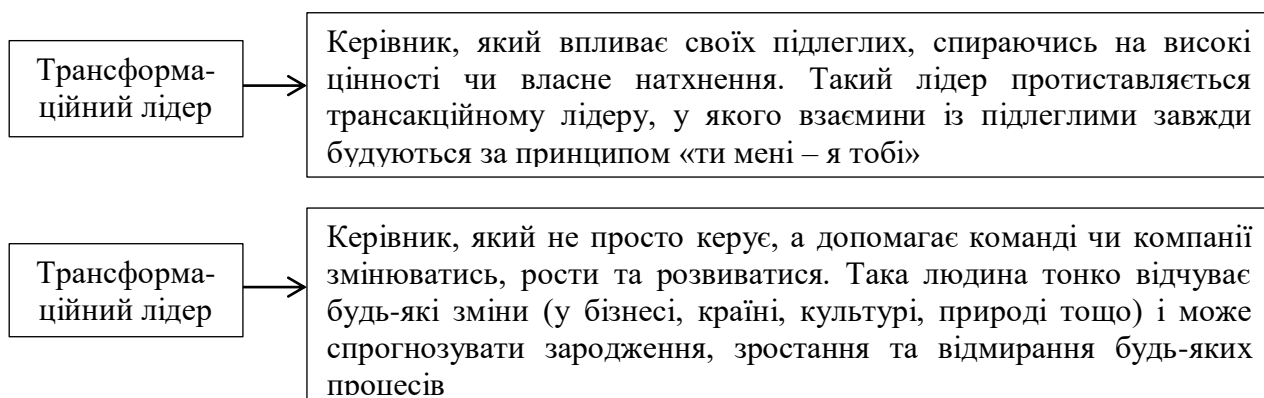 Трансформа-
ційний лідер
Керівник, який впливає своїх підлеглих, спираючись на високі
цінності чи власне натхнення. Такий лідер протиставляється
трансакційному лідеру, у якого взаємини із підлеглими завжди
будуються за принципом «ти мені – я тобі»
Трансформа-
ційний лідер
Керівник, який не просто керує, а допомагає команді чи компанії
змінюватись, рости та розвиватися. Така людина тонко відчуває
будь-які зміни (у бізнесі, країні, культурі, природі тощо) і може
спрогнозувати зародження, зростання та відмирання будь-яких
процесів